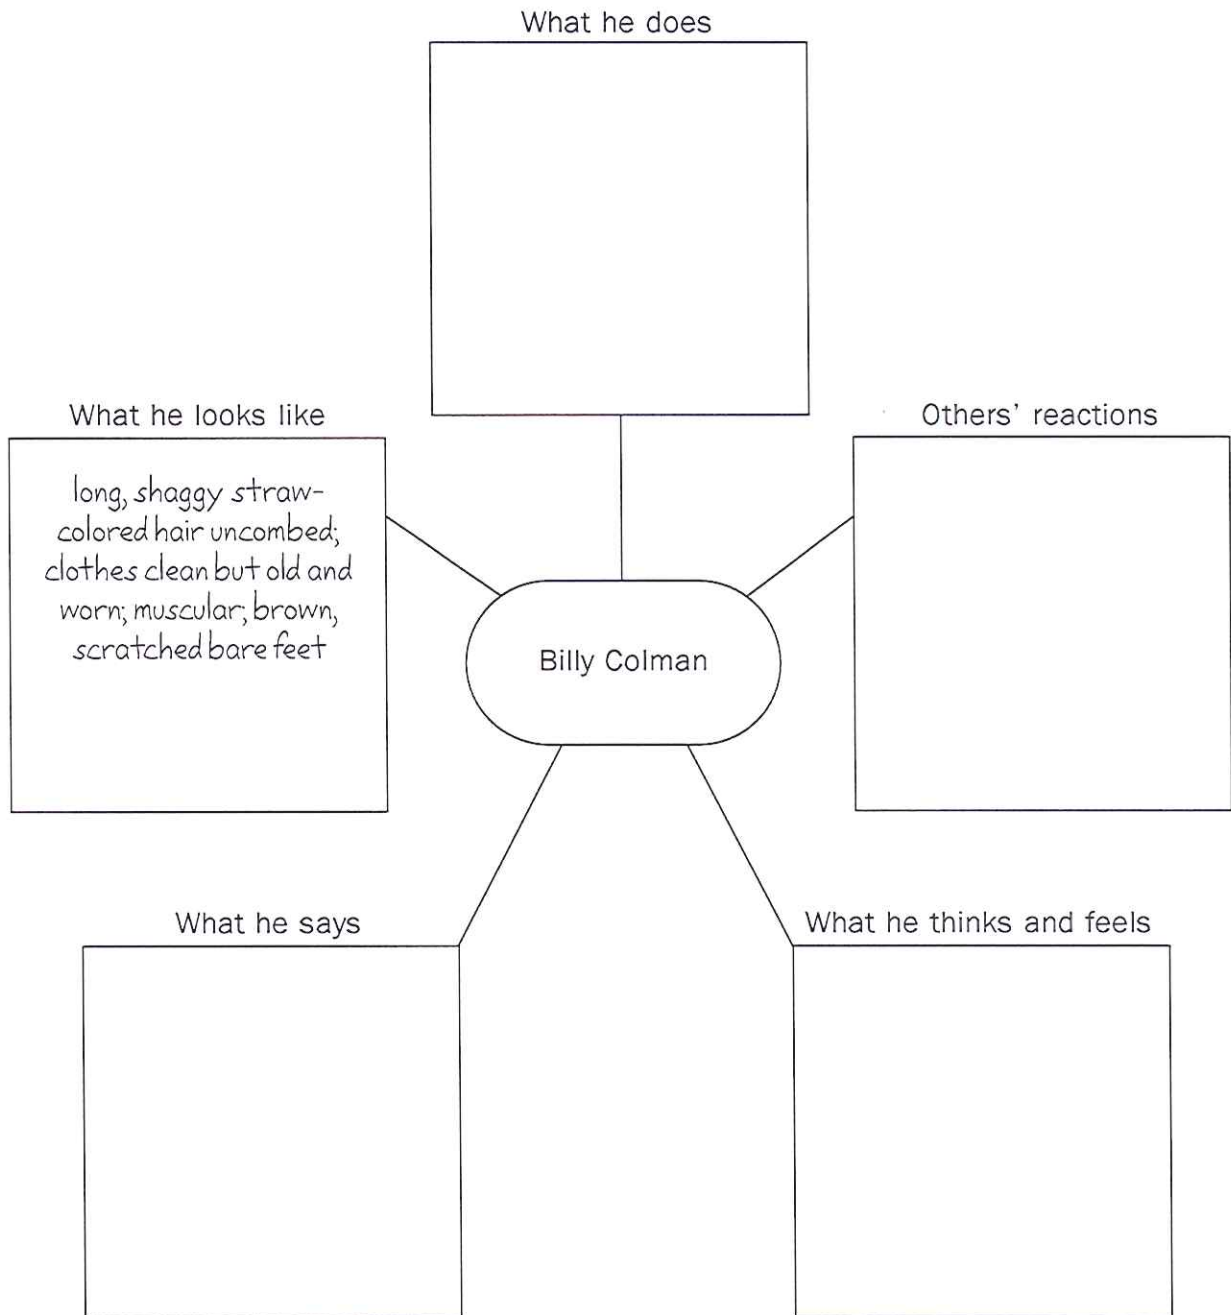 What he does
What he looks like
Others' reactions
long, shaggy straw-
colored hair uncombed;
clothes clean but old and
worn; muscular; brown,
scratched bare feet
Billy Colman
What he says
What he thinks and feels